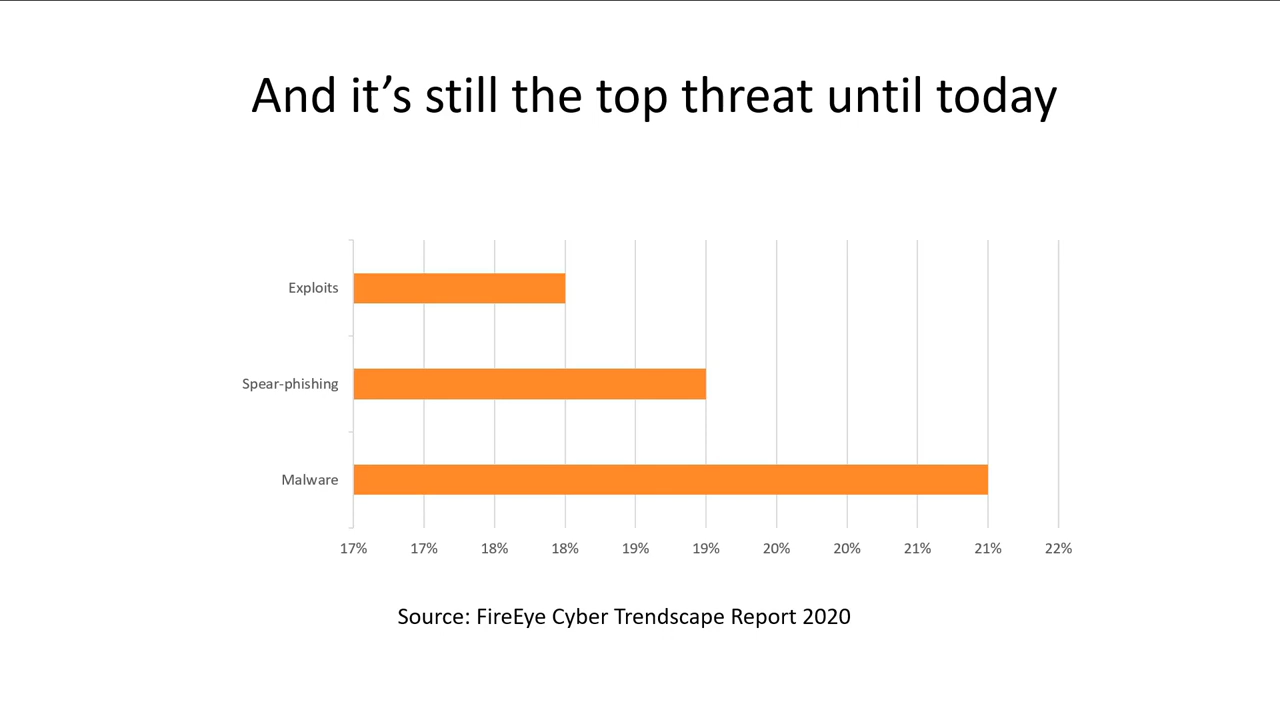 And it’s still the top threat until today
Exploits
Spear-phishing
Malware
17% 17% 18% 18% 19% 19% 20% 20% 21% 21% 22%
Source: FireEye Cyber Trendscape Report 2020